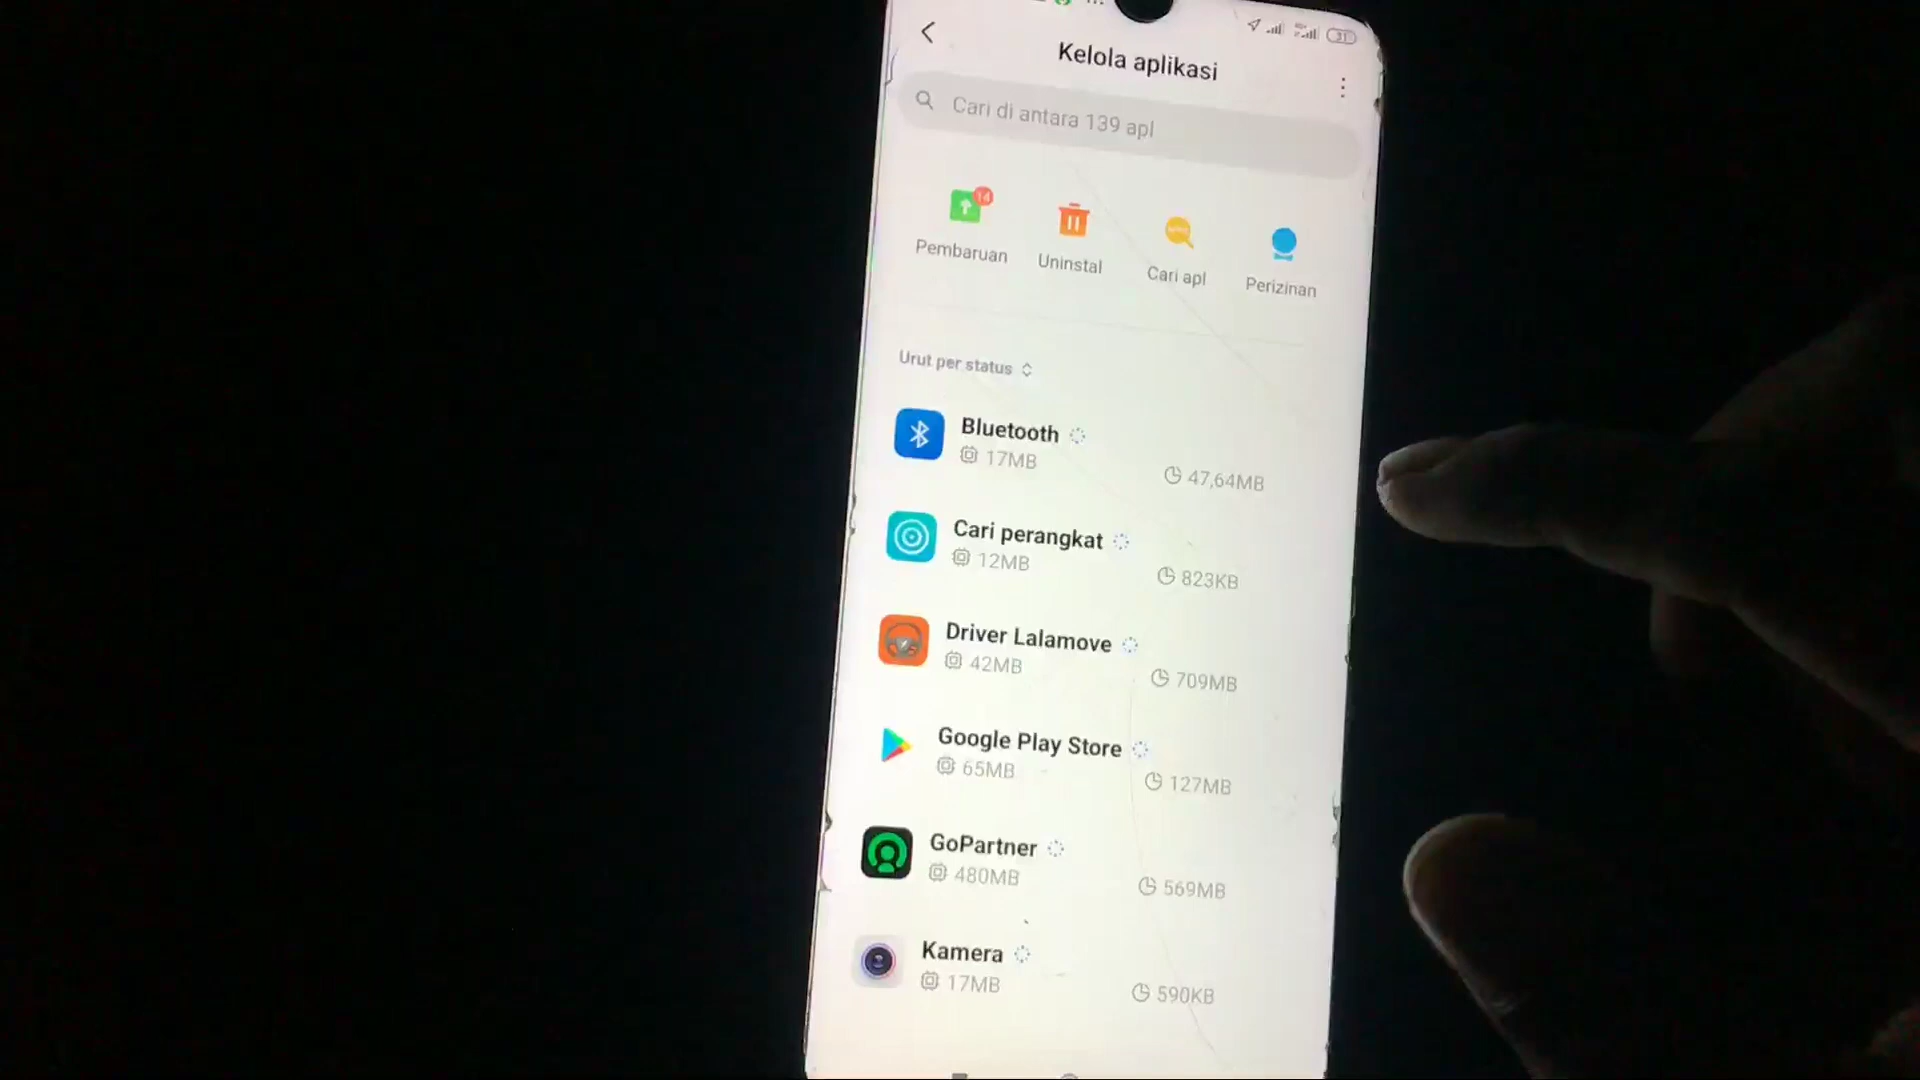 31
Kelola aplikasi
Cari di antara 139 apl
14
Pembaruan
Uninstal
Cari apl
Perizinan
Urut per status
Bluetooth
17MB
47,64MB
Cari perangkat
12MB
823KB
Driver Lalamove
42MB
709MB
Google Play Store
65MB
127MB
GoPartner
480MB
569MB
Kamera
17MB
590KB